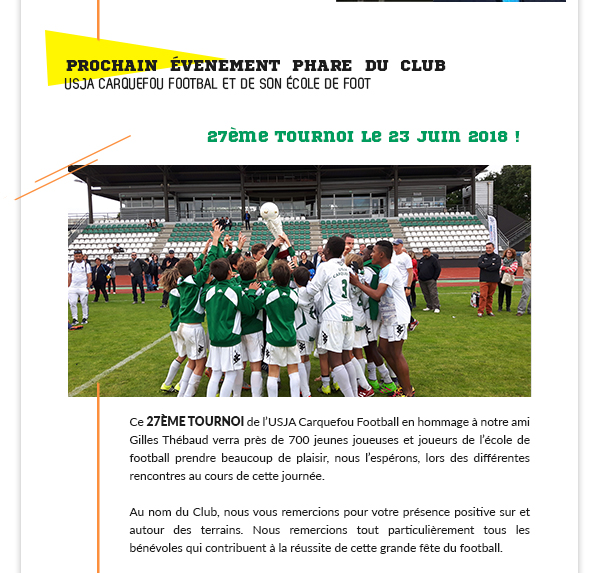 PROCHAIN ÉVENEMENT PHARE DU CLUB
USJA CARQUEFOU FOOTBAL ET DE SON ÉCOLE DE FOOT
27ème TOURNOI LE 23 JUIN 2018 !
3
Ce 27ÈME TOURNOI de l'USJA Carquefou Football en hommage à notre ami
Gilles Thébaud verra près de 700 jeunes joueuses et joueurs de l'école de
football prendre beaucoup de plaisir, nous l'espérons, lors des différentes
rencontres au cours de cette journée.
Au nom du Club, nous vous remercions pour votre présence positive sur et
autour des terrains. Nous remercions tout particulièrement tous les
bénévoles qui contribuent à la réussite de cette grande fête du football.